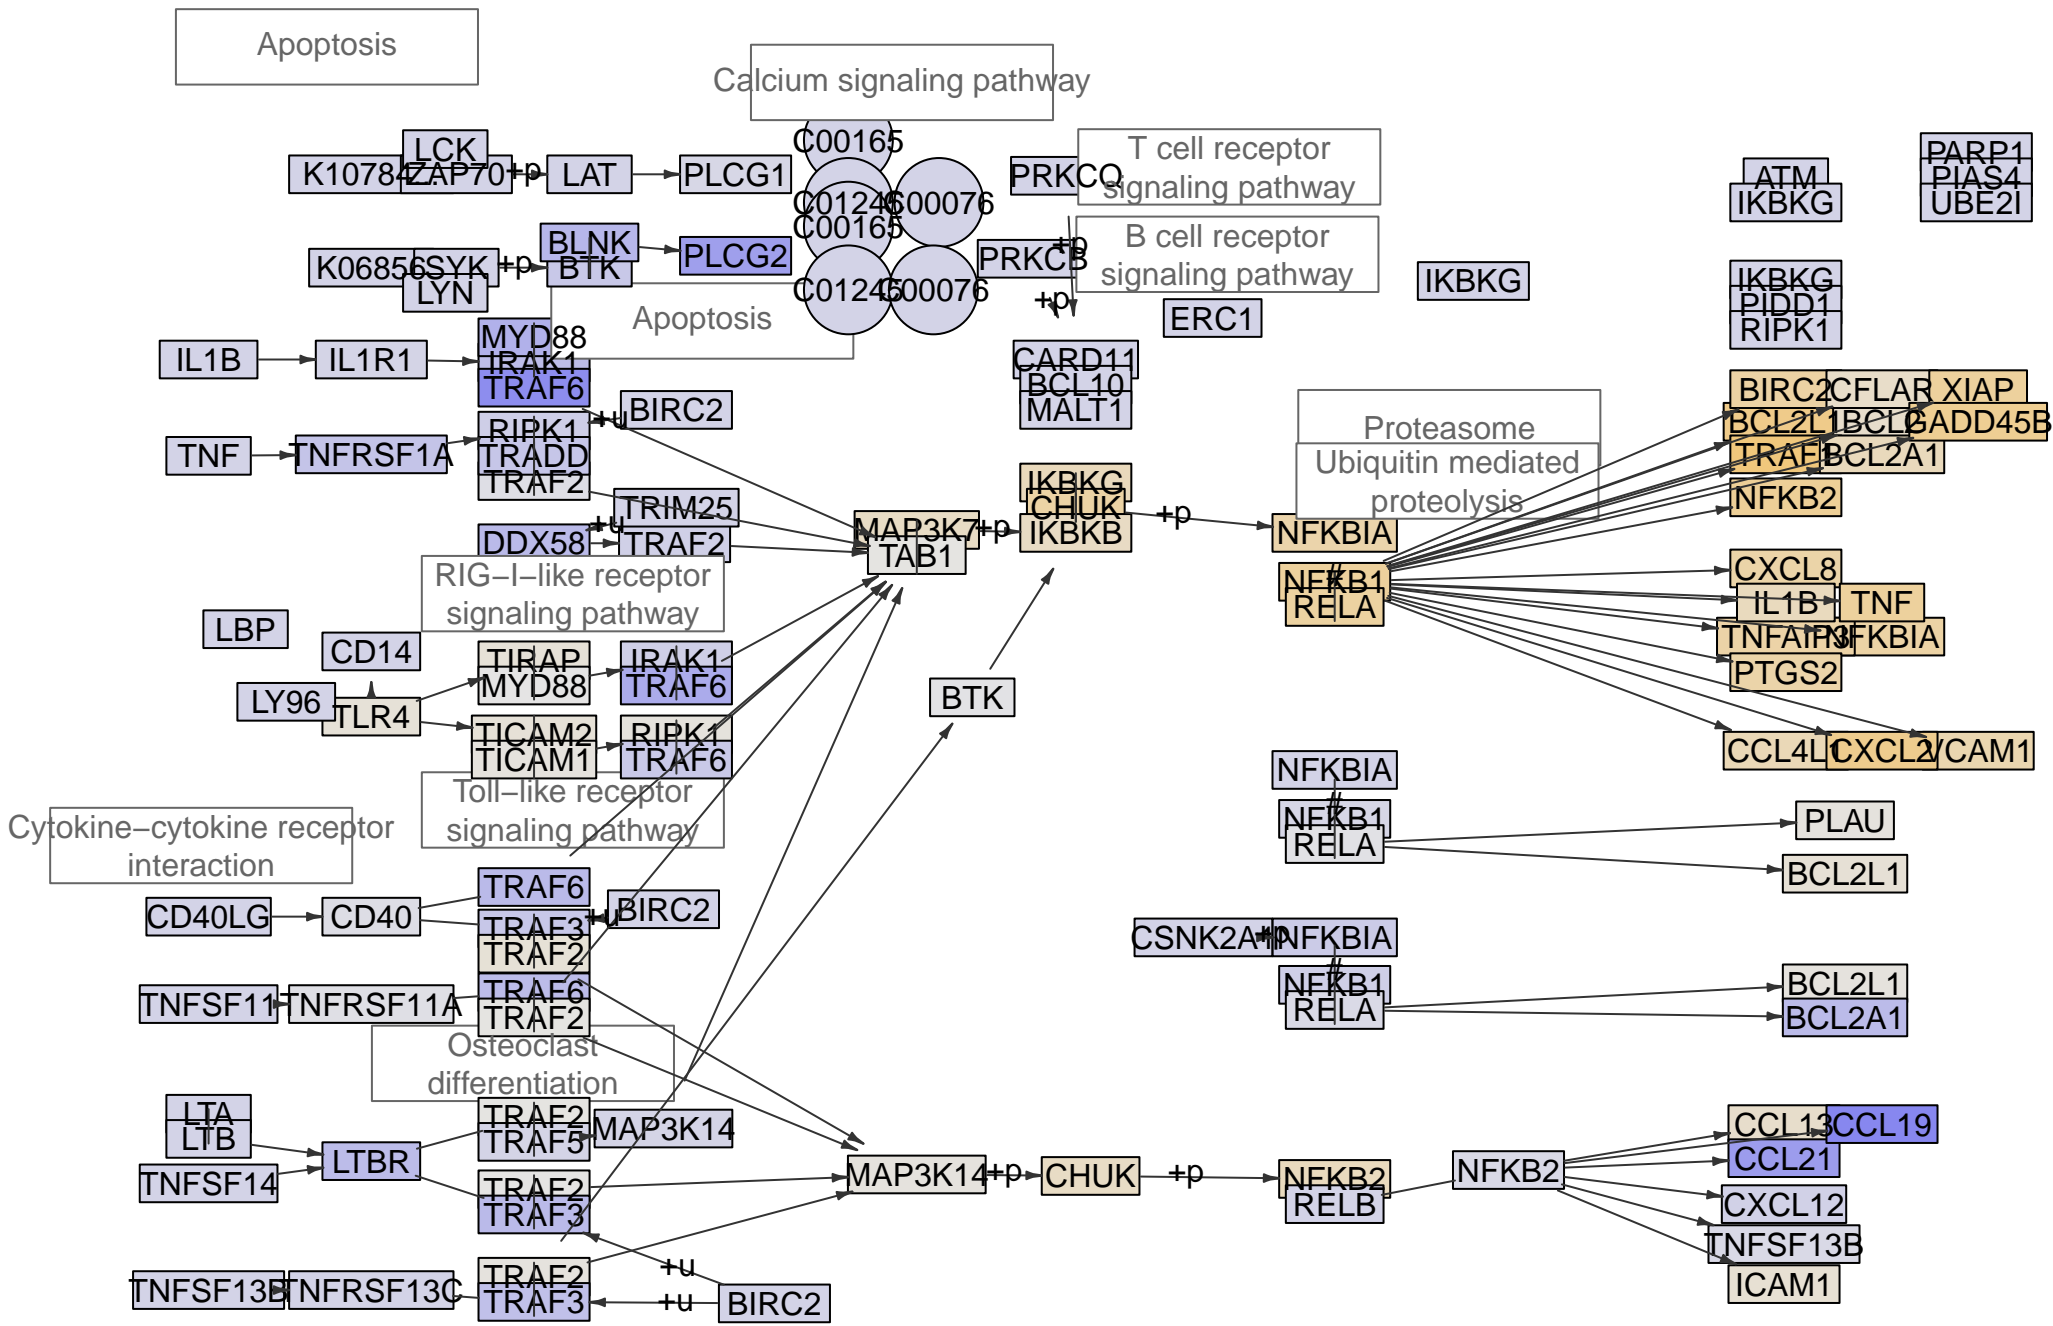 Apoptosis
Calcium signaling pathway
T cell receptor
signaling pathway
B cell receptor
signaling pathway
C00165
C01245
C00076
C00165
C01245
C00076
LCK
ZAP70
+p
LAT
PLCG1
PRKCQ
PARP1
PIAS4
UBE2I
ATM
IKBKG
BLNK
BTK
PLCG2
K06856
SYK
+p
LYN
PRKCB
+p
+p
ERC1
IKBKG
IKBKG
PIDD1
RIPK1
Apoptosis
IL1B
IL1R1
MYD88
IRAK1
TRAF6
CARD11
BCL10
MALT1
BIRC2
+u
TNF
TNFRSF1A
RIPK1
TRADD
TRAF2
Proteasome
Ubiquitin mediated
proteolysis
BIRC2
CFLAR
XIAP
BCL2L1
BCL2
GADD45B
TRAF1
BCL2A1
NFKB2
TRIM25
+u
DDX58
TRAF2
MAP3K7
TAB1
+p
IKBKG
CHUK
IKBKB
+p
NFKBIA
NFKB1
RELA
CXCL8
IL1B
TNF
TNFAIP3
NFKBIA
PTGS2
CCL4L1
CXCL2
VCAM1
RIG−I−like receptor
signaling pathway
LBP
CD14
LY96
TLR4
TIRAP
MYD88
IRAK1
TRAF6
TICAM2
TICAM1
RIPK1
TRAF6
BTK
Toll−like receptor
signaling pathway
Cytokine−cytokine receptor
interaction
NFKBIA
NFKB1
RELA
PLAU
BCL2L1
CD40LG
CD40
TRAF6
TRAF3
TRAF2
+u
BIRC2
+p
NFKBIA
NFKB1
RELA
BCL2L1
BCL2A1
TNFSF11
TNFRSF11A
TRAF6
TRAF2
Osteoclast
differentiation
LTA
LTB
TNFSF14
LTBR
TRAF2
TRAF5
MAP3K14
TRAF2
TRAF3
MAP3K14
+p
CHUK
+p
NFKB2
RELB
NFKB2
CCL13
CCL19
CCL21
CXCL12
TNFSF13B
ICAM1
TNFSF13B
TNFRSF13C
TRAF2
TRAF3
+u
+u
BIRC2